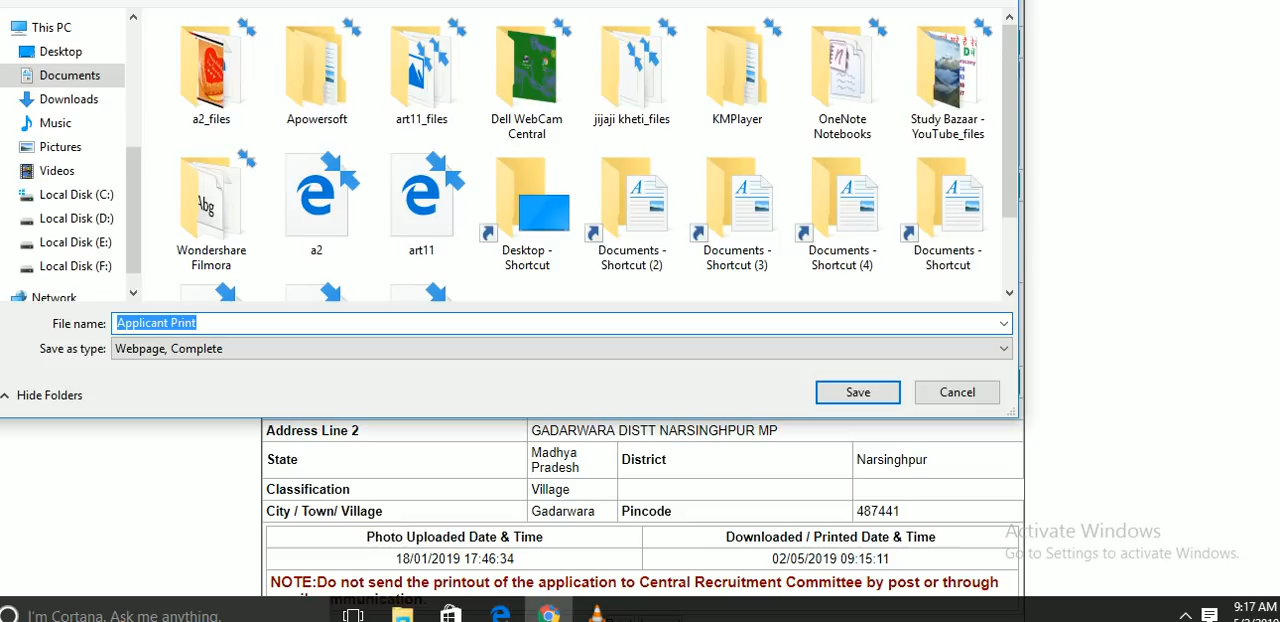 This PC
Desktop
Documents
Downloads
Music
Pictures
Videos
Local Disk (C:)
Local Disk (D:)
Local Disk (E:)
Local Disk (F:)
Network
a2_files
Apowersoft
art11_files
Dell WebCam
Central
jijaji kheti_files
KMPlayer
OneNote
Notebooks
Study Bazaar -
YouTube_files
Abg
Wondershare
Filmora
a2
art11
Desktop -
Shortcut
Documents -
Shortcut (2)
Documents -
Shortcut (3)
Documents -
Shortcut (4)
Documents -
Shortcut
File name: Applicant Print
Save as type: Webpage, Complete
Hide Folders
Save Cancel
Address Line 2 GADARWARA DISTT NARSINGHPUR MP
State Madhya Pradesh District Narsinghpur
Classification Village
City / Town/ Village Gadarwara Pincode 487441
Photo Uploaded Date & Time Downloaded / Printed Date & Time
18/01/2019 17:46:34 02/05/2019 09:15:11
NOTE:Do not send the printout of the application to Central Recruitment Committee by post or through
Activate Windows
Go to Settings to activate Windows.
I'm Cortana. Ask me anything.
9:17 AM